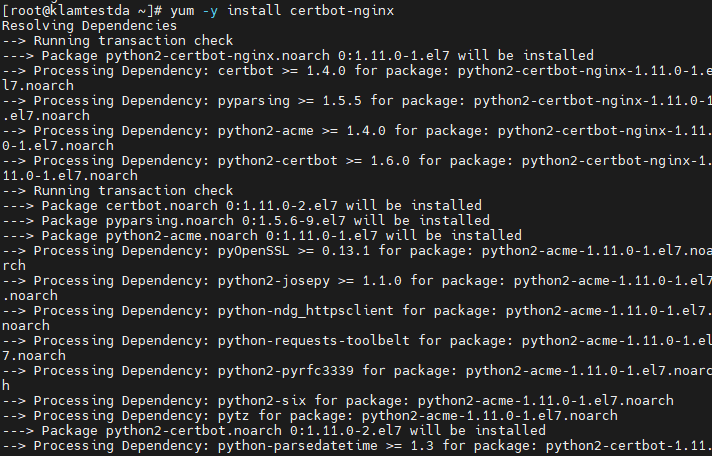 [root@klamtestda ~]# yum -y install certbot-nginx
Resolving Dependencies
--> Running transaction check
---> Package python2-certbot-nginx.noarch 0:1.11.0-1.el7 will be installed
--> Processing Dependency: certbot >= 1.4.0 for package: python2-certbot-nginx-1.11.0-1.e
l7.noarch
--> Processing Dependency: pyparsing >= 1.5.5 for package: python2-certbot-nginx-1.11.0-1
.el7.noarch
--> Processing Dependency: python2-acme >= 1.4.0 for package: python2-certbot-nginx-1.11.
0-1.el7.noarch
--> Processing Dependency: python2-certbot >= 1.6.0 for package: python2-certbot-nginx-1.
11.0-1.el7.noarch
--> Running transaction check
---> Package certbot.noarch 0:1.11.0-2.el7 will be installed
---> Package pyparsing.noarch 0:1.5.6-9.el7 will be installed
---> Package python2-acme.noarch 0:1.11.0-1.el7 will be installed
--> Processing Dependency: pyOpenSSL >= 0.13.1 for package: python2-acme-1.11.0-1.el7.noa
rch
--> Processing Dependency: python2-josepy >= 1.1.0 for package: python2-acme-1.11.0-1.el7
.noarch
--> Processing Dependency: python-ndg_httpsclient for package: python2-acme-1.11.0-1.el7.
noarch
--> Processing Dependency: python-requests-toolbelt for package: python2-acme-1.11.0-1.el
7.noarch
--> Processing Dependency: python2-pyrfc3339 for package: python2-acme-1.11.0-1.el7.noarc
h
--> Processing Dependency: python2-six for package: python2-acme-1.11.0-1.el7.noarch
--> Processing Dependency: pytz for package: python2-acme-1.11.0-1.el7.noarch
---> Package python2-certbot.noarch 0:1.11.0-2.el7 will be installed
--> Processing Dependency: python-parsedatetime >= 1.3 for package: python2-certbot-1.11.